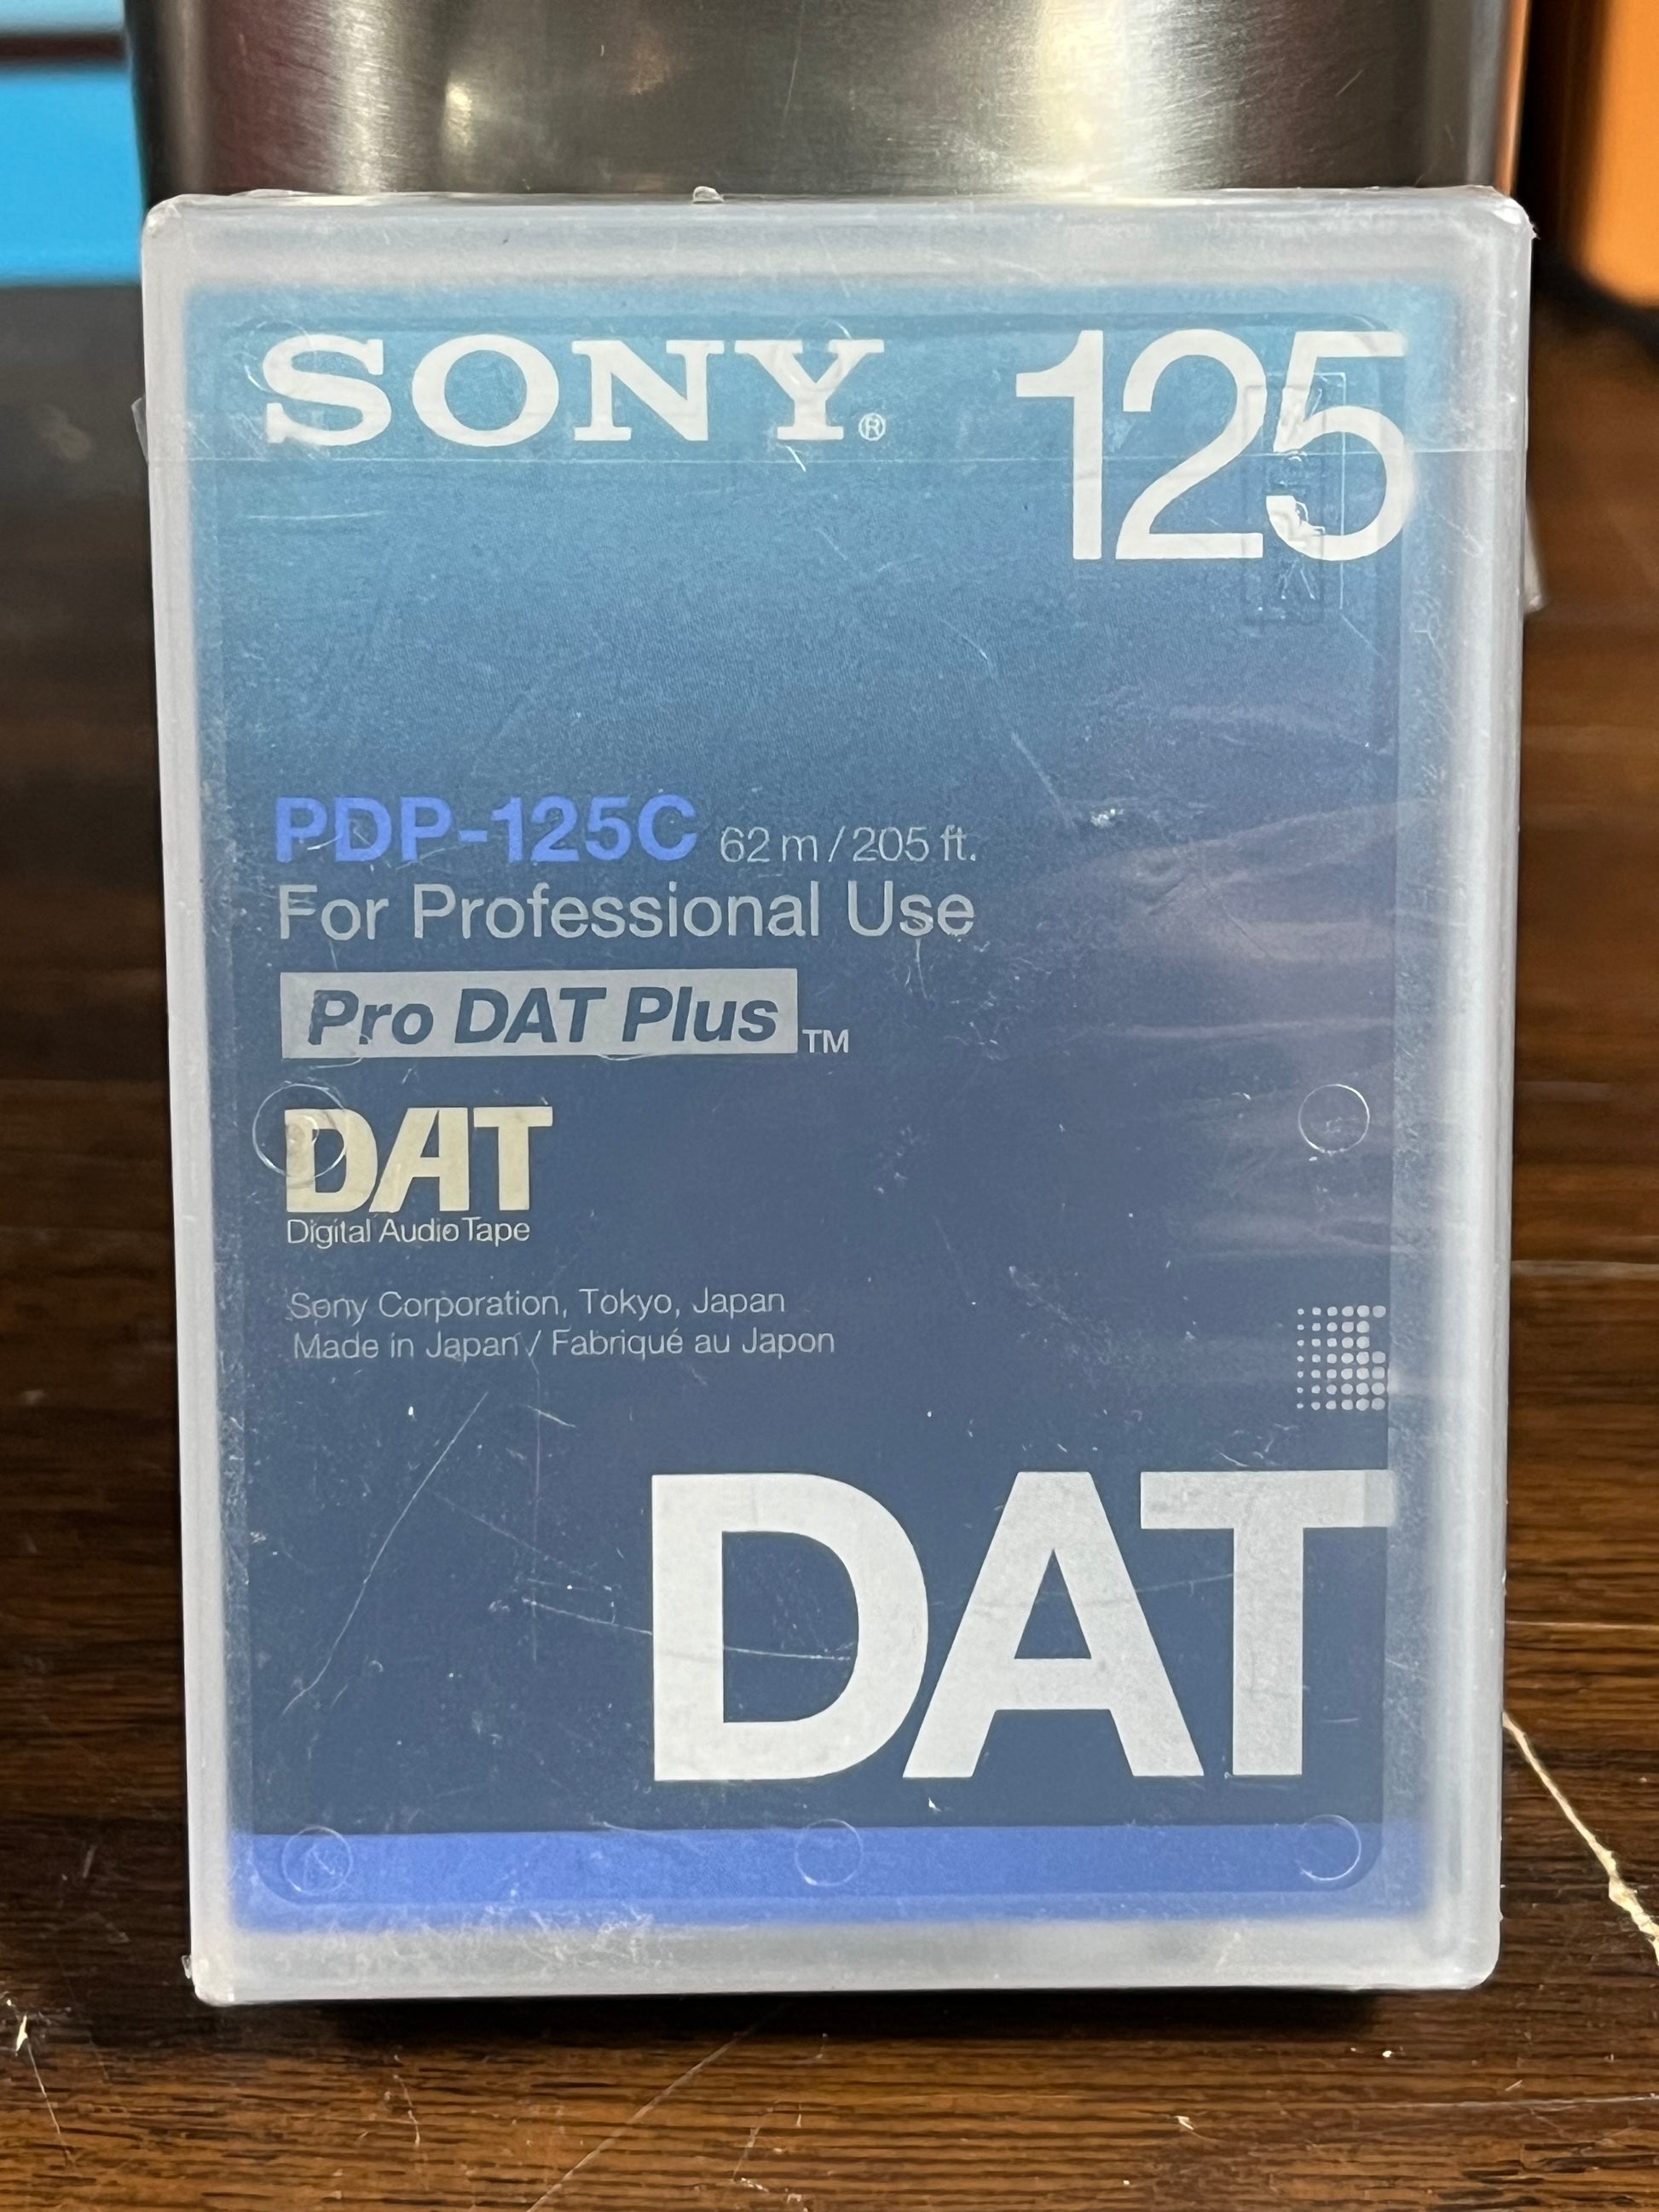 SONY® 125
PDP-125C 62 m / 205 ft.
For Professional Use
Pro DAT Plus TM
DAT
Digital Audio Tape
Sony Corporation, Tokyo, Japan
Made in Japan / Fabriqué au Japon
DAT